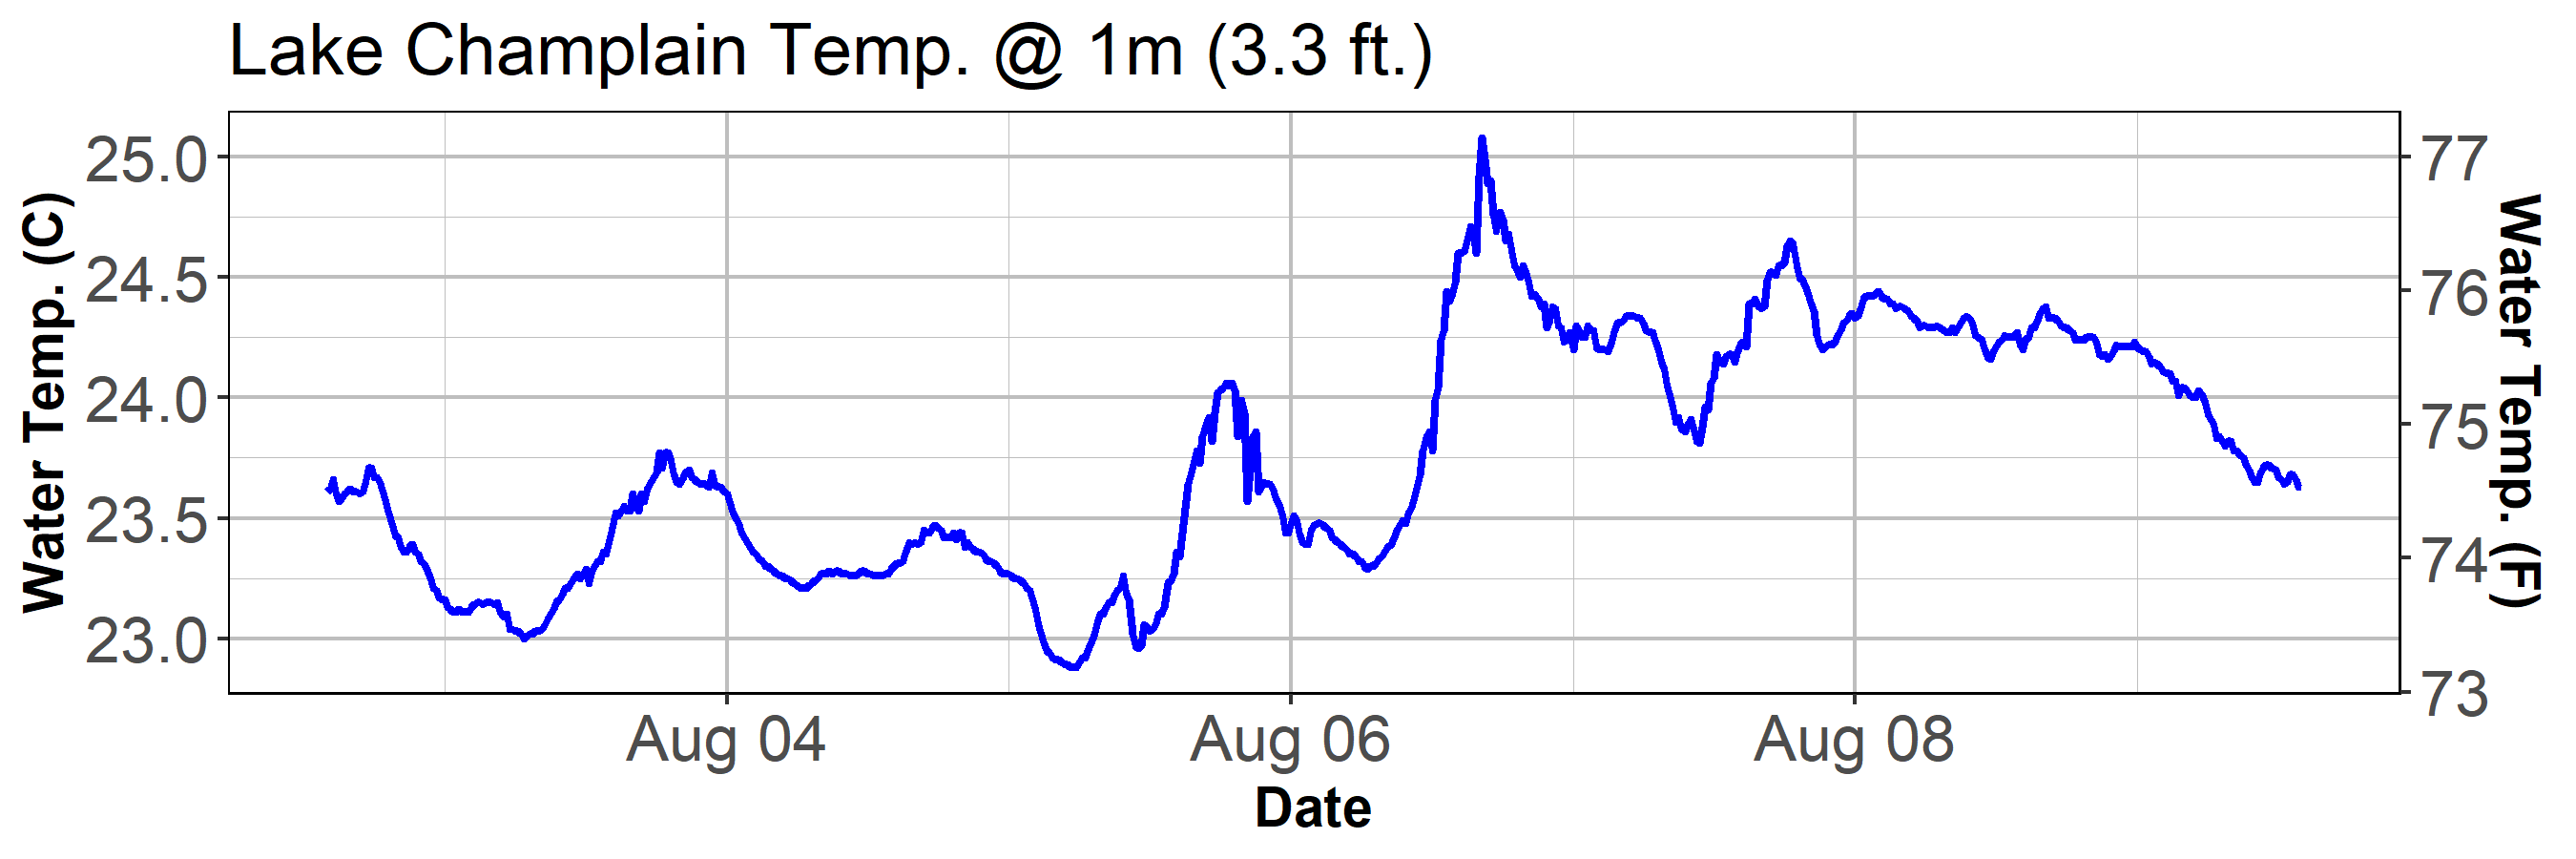 Lake Champlain Temp. @ 1m (3.3 ft.)
Water Temp. (C)
25.0
24.5
24.0
23.5
23.0
77
76
75
74
73
Water Temp. (F)
Aug 04
Aug 06
Aug 08
Date